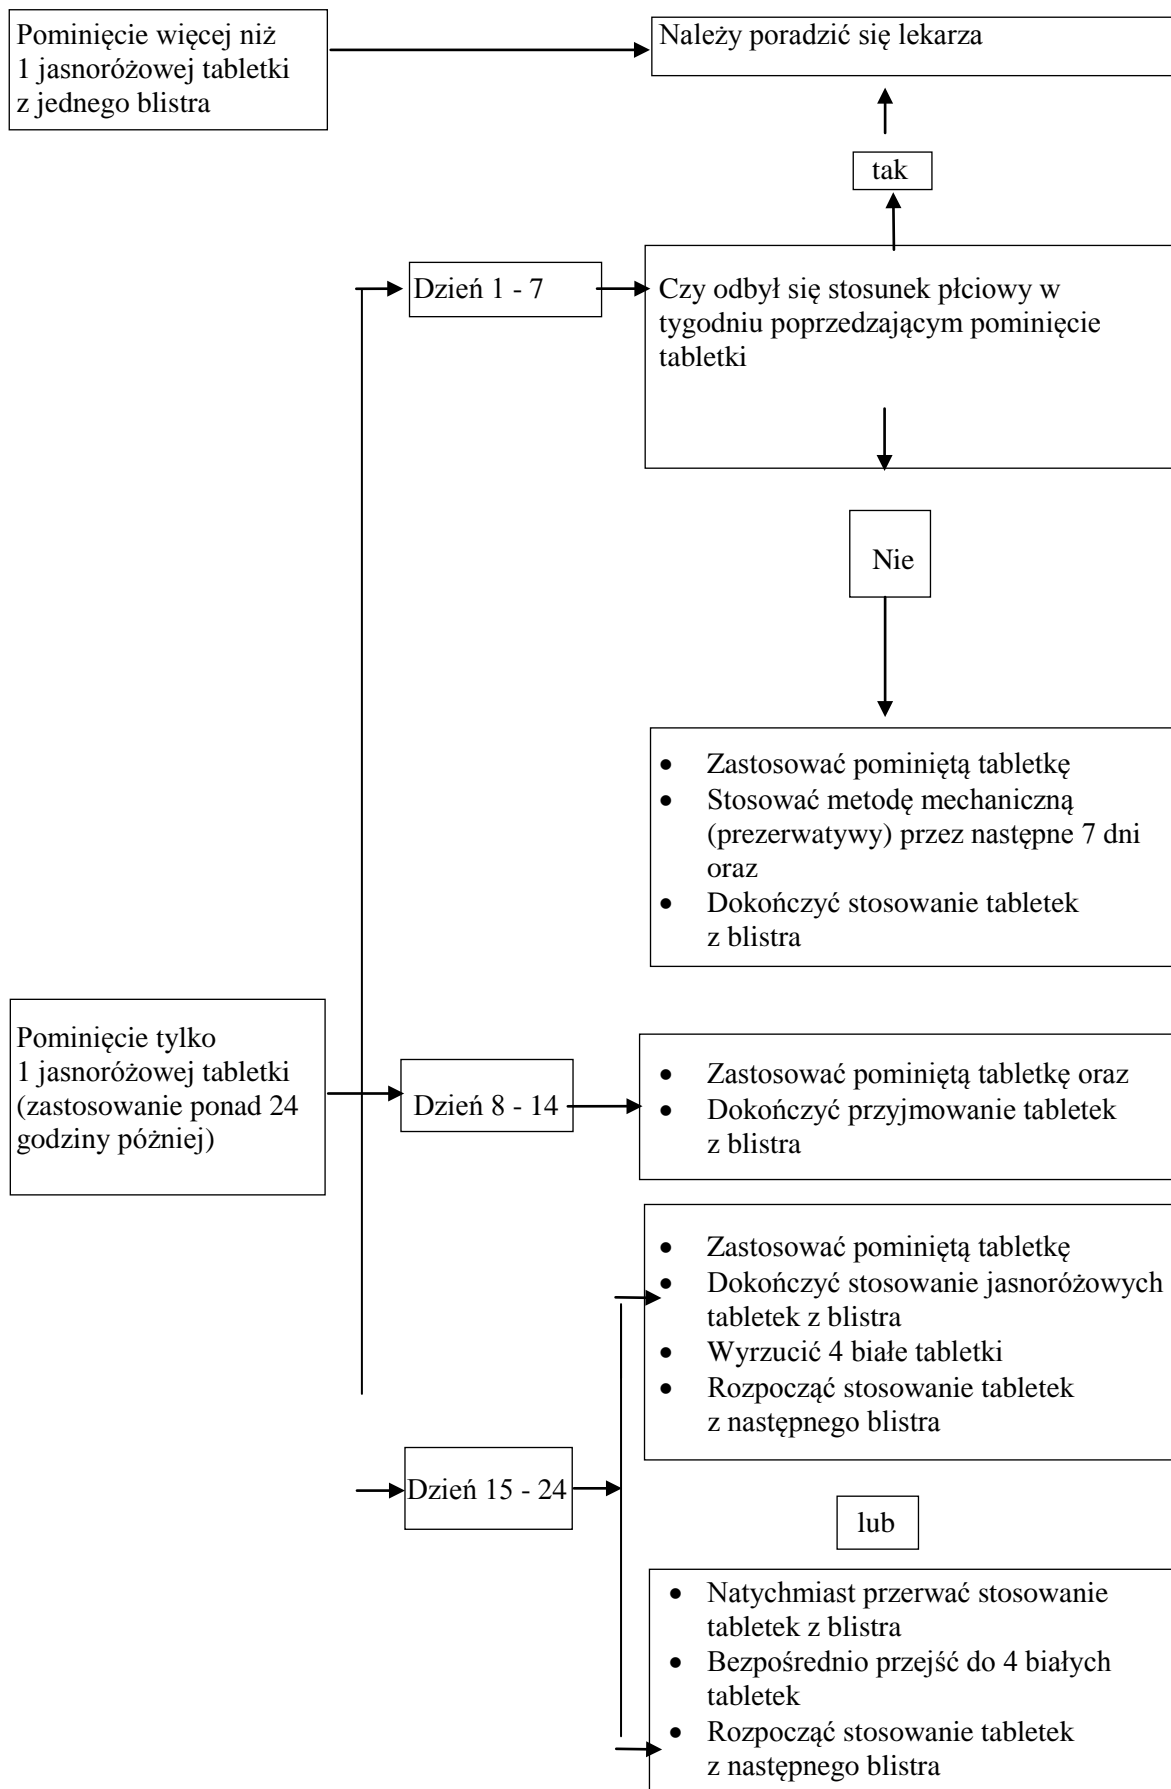 Pominięcie więcej niż
1 jasnoróżowej tabletki
z jednego blistra
Należy poradzić się lekarza
tak
Dzień 1 - 7
Czy odbył się stosunek płciowy w
tygodniu poprzedzającym pominięcie
tabletki
Nie
• Zastosować pominiętą tabletkę
• Stosować metodę mechaniczną
(prezerwatywy) przez następne 7 dni
oraz
• Dokończyć stosowanie tabletek
z blistra
Pominięcie tylko
1 jasnoróżowej tabletki
(zastosowanie ponad 24
godziny później)
Dzień 8 - 14
• Zastosować pominiętą tabletkę oraz
• Dokończyć przyjmowanie tabletek
z blistra
• Zastosować pominiętą tabletkę
• Dokończyć stosowanie jasnoróżowych
tabletek z blistra
• Wyrzucić 4 białe tabletki
• Rozpocząć stosowanie tabletek
z następnego blistra
Dzień 15 - 24
lub
• Natychmiast przerwać stosowanie
tabletek z blistra
• Bezpośrednio przejść do 4 białych
tabletek
• Rozpocząć stosowanie tabletek
z następnego blistra